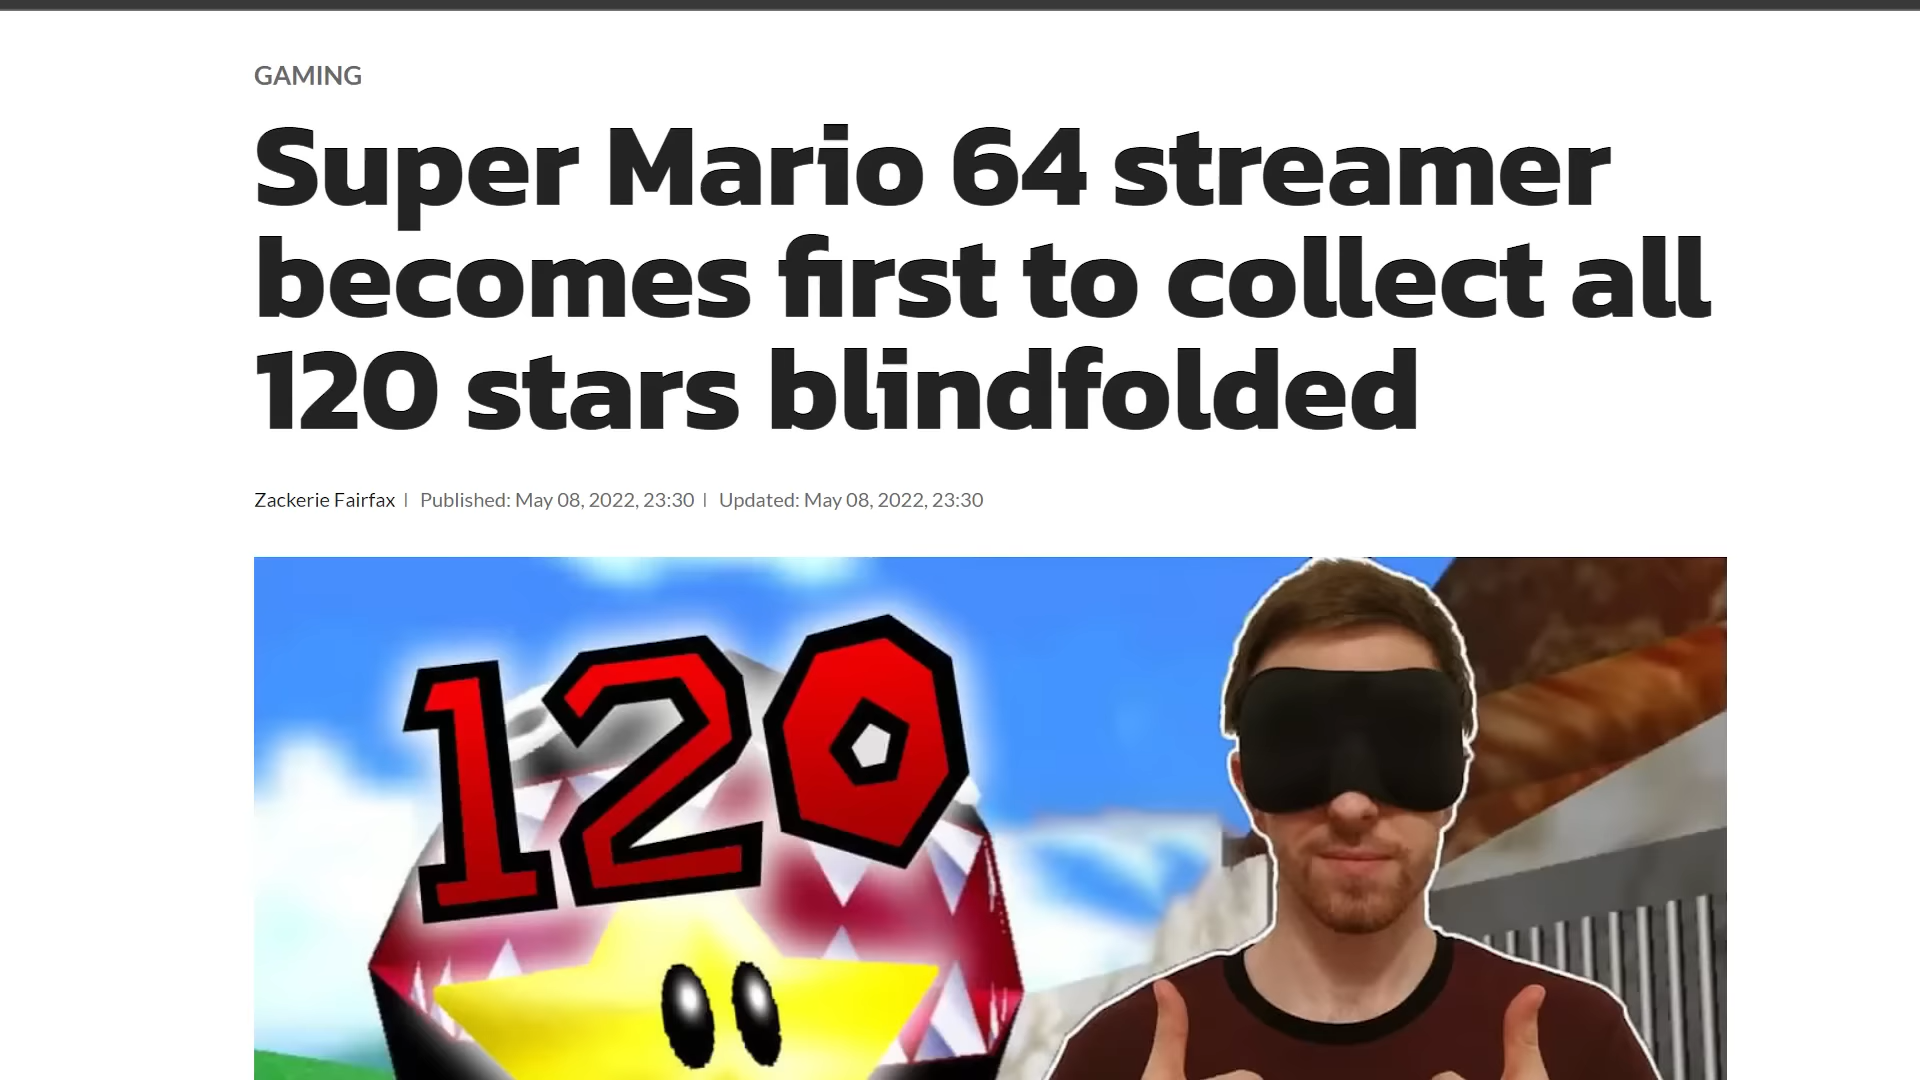 GAMING
Super Mario 64 streamer
becomes first to collect all
120 stars blindfolded
Zackerie Fairfax | Published: May 08, 2022, 23:30 | Updated: May 08, 2022, 23:30
120